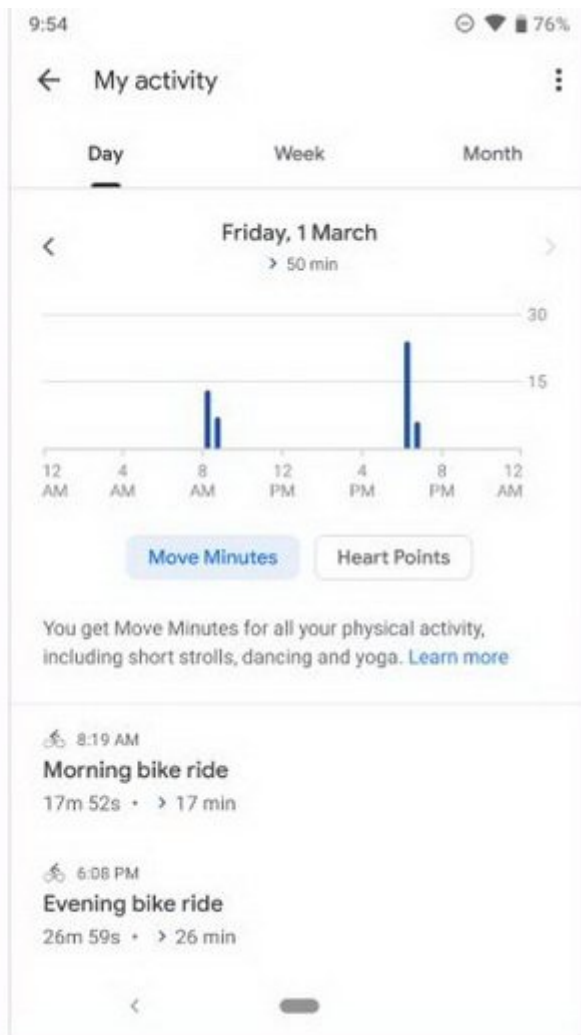 9:54 76%
My activity
Day Week Month
Friday, 1 March
50 min
30
15
12 4 8 12 4 8 12
AM AM AM PM PM PM AM
Move Minutes Heart Points
You get Move Minutes for all your physical activity,
including short strolls, dancing and yoga. Learn more
8:19 AM
Morning bike ride
17m 52s • 17 min
6:08 PM
Evening bike ride
26m 59s • 26 min